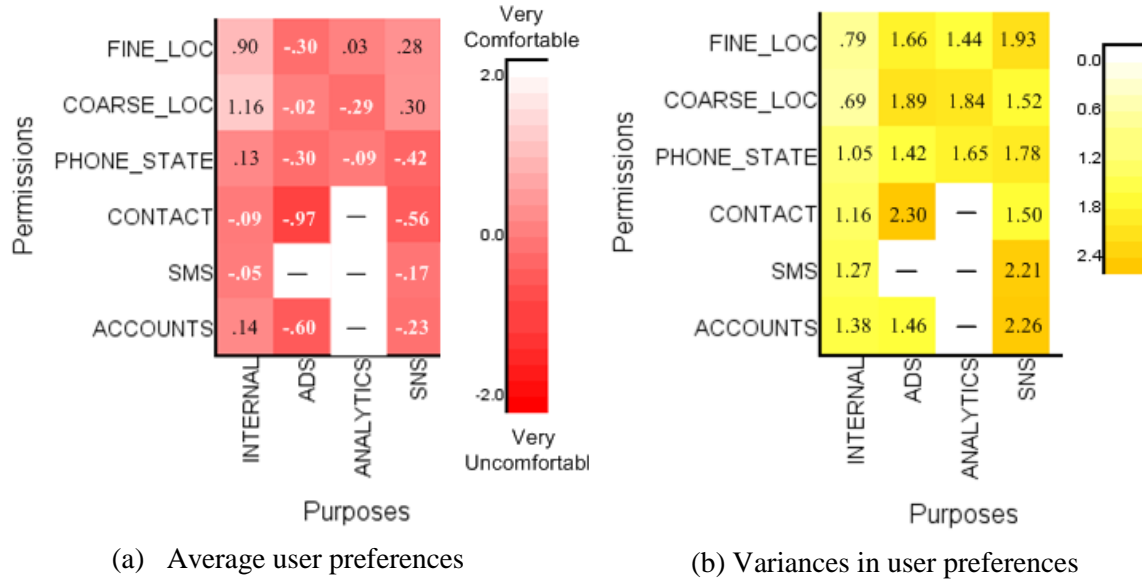 Very
Comfortable
FINE_LOC .90 -.30 .03 .28
COARSE_LOC 1.16 -.02 -.29 .30
PHONE_STATE .13 -.30 -.09 -.42
CONTACT -.09 -.97 — -.56
SMS -.05 — — -.17
ACCOUNTS .14 -.60 — -.23
Permissions
INTERNAL
ADS
ANALYTICS
SNS
Purposes
2.0
0.0
-2.0
Very
Uncomfortabl
(a) Average user preferences
FINE_LOC .79 1.66 1.44 1.93
COARSE_LOC .69 1.89 1.84 1.52
PHONE_STATE 1.05 1.42 1.65 1.78
CONTACT 1.16 2.30 — 1.50
SMS 1.27 — — 2.21
ACCOUNTS 1.38 1.46 — 2.26
Permissions
INTERNAL
ADS
ANALYTICS
SNS
Purposes
0.0
0.6
1.2
1.8
2.4
(b) Variances in user preferences